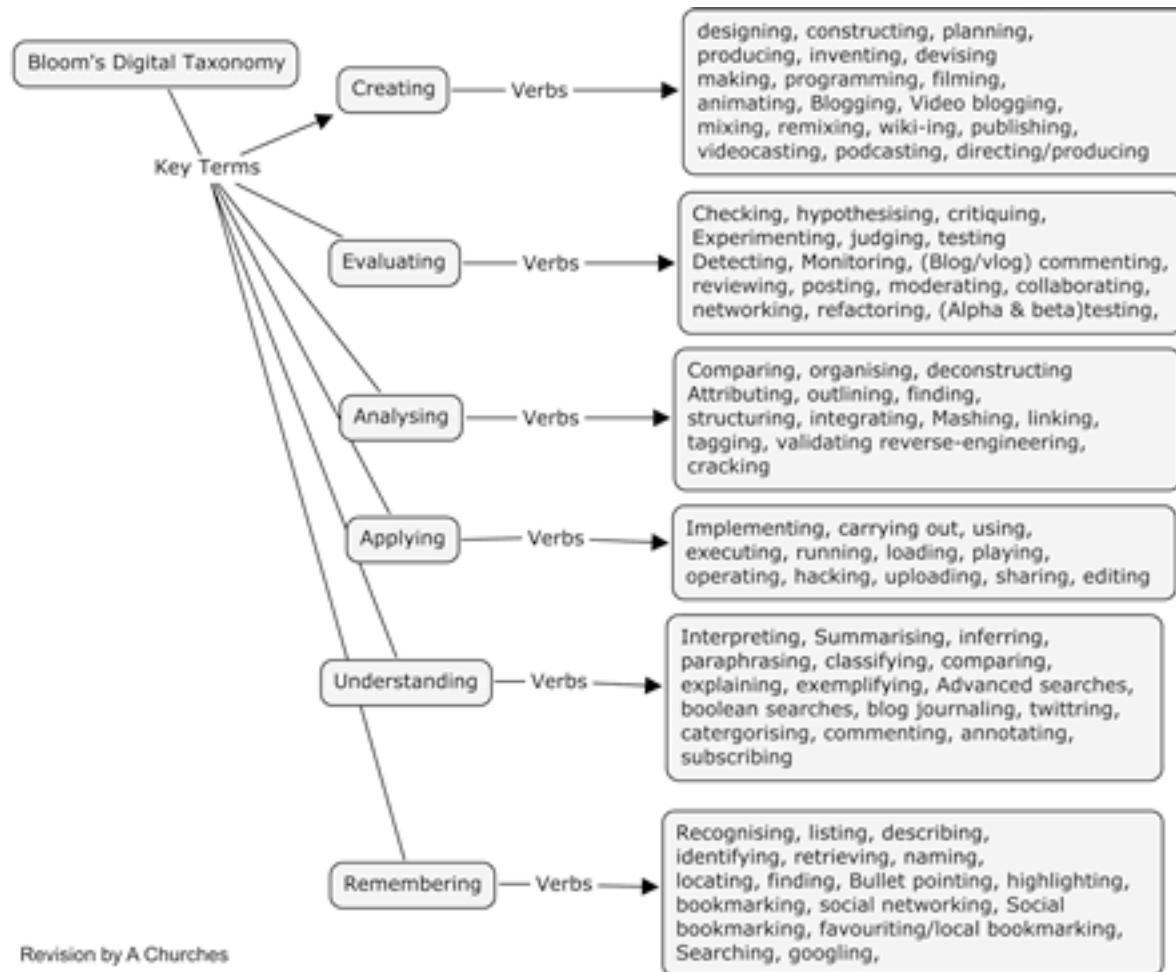 Bloom's Digital Taxonomy
Key Terms
Creating
Verbs
designing, constructing, planning,
producing, inventing, devising
making, programming, filming,
animating, Blogging, Video blogging,
mixing, remixing, wiki-ing, publishing,
videocasting, podcasting, directing/producing
Evaluating
Verbs
Checking, hypothesising, critiquing,
Experimenting, judging, testing
Detecting, Monitoring, (Blog/vlog) commenting,
reviewing, posting, moderating, collaborating,
networking, refactoring, (Alpha & beta)testing,
Analysing
Verbs
Comparing, organising, deconstructing
Attributing, outlining, finding,
structuring, integrating, Mashing, linking,
tagging, validating reverse-engineering,
cracking
Applying
Verbs
Implementing, carrying out, using,
executing, running, loading, playing,
operating, hacking, uploading, sharing, editing
Understanding
Verbs
Interpreting, Summarising, inferring,
paraphrasing, classifying, comparing,
explaining, exemplifying, Advanced searches,
boolean searches, blog journaling, twittring,
catergorising, commenting, annotating,
subscribing
Remembering
Verbs
Recognising, listing, describing,
identifying, retrieving, naming,
locating, finding, Bullet pointing, highlighting,
bookmarking, social networking, Social
bookmarking, favouriting/local bookmarking,
Searching, googling,
Revision by A Churches